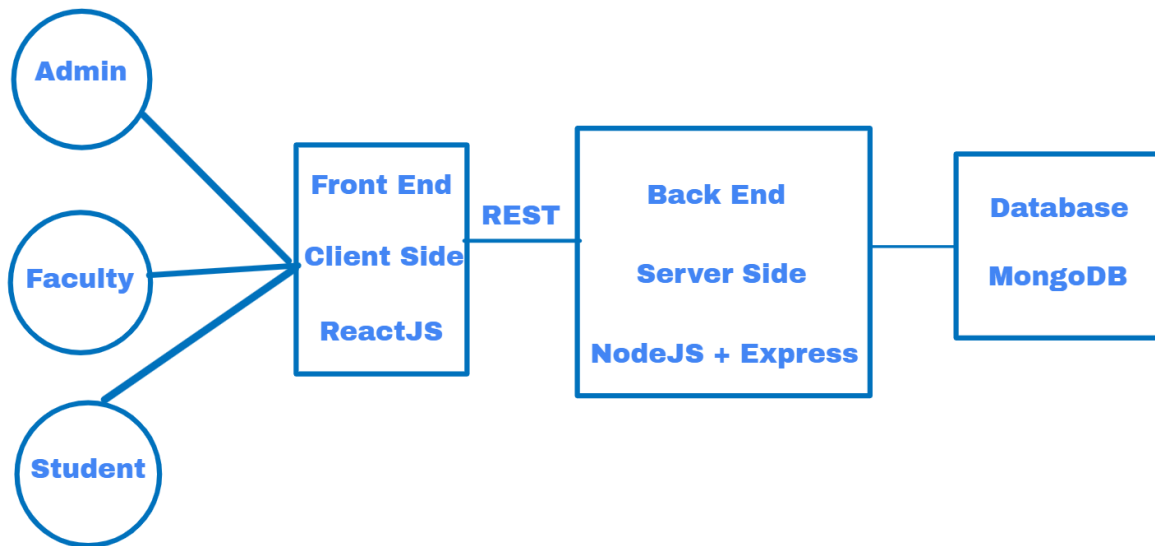 Admin
Faculty
Student
Front End
Client Side
ReactJS
REST
Back End
Server Side
NodeJS + Express
Database
MongoDB